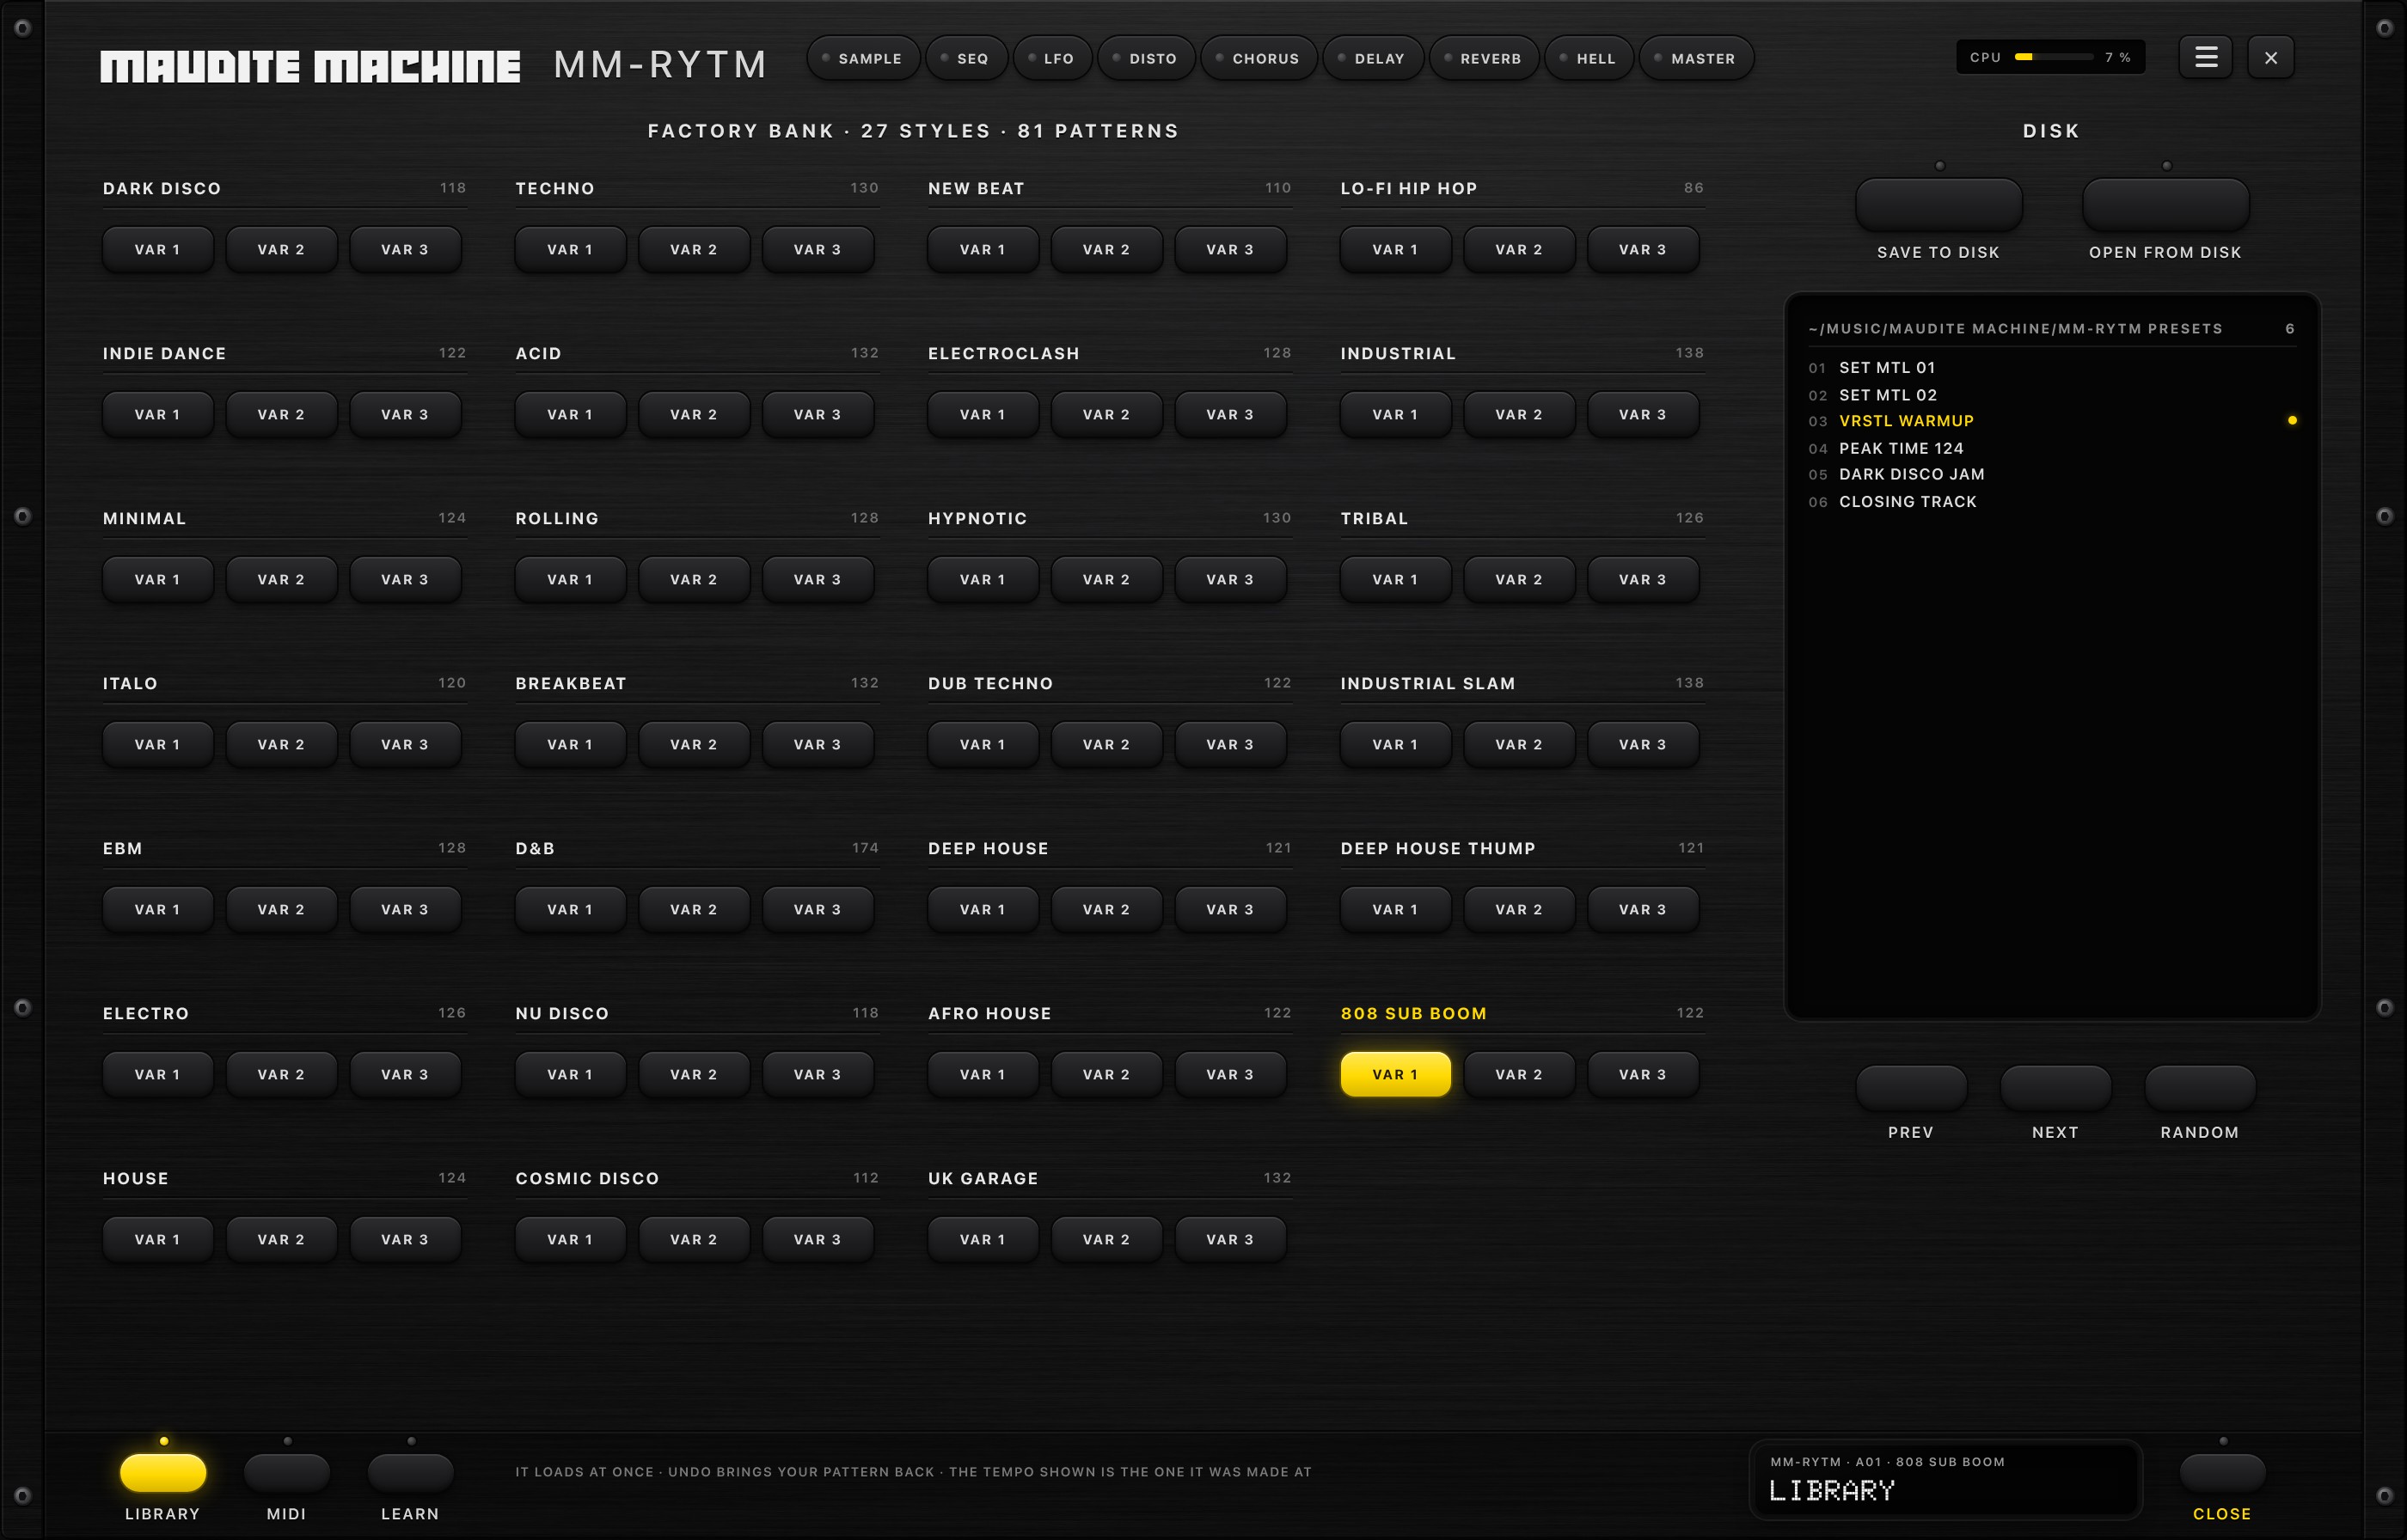 MAUDITE MACHINE MM-RYTM SAMPLE SEQ LFO DISTO CHORUS DELAY REVERB HELL MASTER CPU 7 % ×
FACTORY BANK · 27 STYLES · 81 PATTERNS
DARK DISCO 118 TECHNO 130 NEW BEAT 110 LO-FI HIP HOP 86
VAR 1 VAR 2 VAR 3 VAR 1 VAR 2 VAR 3 VAR 1 VAR 2 VAR 3 VAR 1 VAR 2 VAR 3
INDIE DANCE 122 ACID 132 ELECTROCLASH 128 INDUSTRIAL 138
VAR 1 VAR 2 VAR 3 VAR 1 VAR 2 VAR 3 VAR 1 VAR 2 VAR 3 VAR 1 VAR 2 VAR 3
MINIMAL 124 ROLLING 128 HYPNOTIC 130 TRIBAL 126
VAR 1 VAR 2 VAR 3 VAR 1 VAR 2 VAR 3 VAR 1 VAR 2 VAR 3 VAR 1 VAR 2 VAR 3
ITALO 120 BREAKBEAT 132 DUB TECHNO 122 INDUSTRIAL SLAM 138
VAR 1 VAR 2 VAR 3 VAR 1 VAR 2 VAR 3 VAR 1 VAR 2 VAR 3 VAR 1 VAR 2 VAR 3
EBM 128 D&B 174 DEEP HOUSE 121 DEEP HOUSE THUMP 121
VAR 1 VAR 2 VAR 3 VAR 1 VAR 2 VAR 3 VAR 1 VAR 2 VAR 3 VAR 1 VAR 2 VAR 3
ELECTRO 126 NU DISCO 118 AFRO HOUSE 122 808 SUB BOOM 122
VAR 1 VAR 2 VAR 3 VAR 1 VAR 2 VAR 3 VAR 1 VAR 2 VAR 3 VAR 1 VAR 2 VAR 3
HOUSE 124 COSMIC DISCO 112 UK GARAGE 132
VAR 1 VAR 2 VAR 3 VAR 1 VAR 2 VAR 3 VAR 1 VAR 2 VAR 3
DISK
SAVE TO DISK OPEN FROM DISK
~/MUSIC/MAUDITE MACHINE/MM-RYTM PRESETS 6
01 SET MTL 01
02 SET MTL 02
03 VRSTL WARMUP
04 PEAK TIME 124
05 DARK DISCO JAM
06 CLOSING TRACK
PREV NEXT RANDOM
LIBRARY MIDI LEARN
IT LOADS AT ONCE · UNDO BRINGS YOUR PATTERN BACK · THE TEMPO SHOWN IS THE ONE IT WAS MADE AT
MM-RYTM · A01 · 808 SUB BOOM
LIBRARY
CLOSE